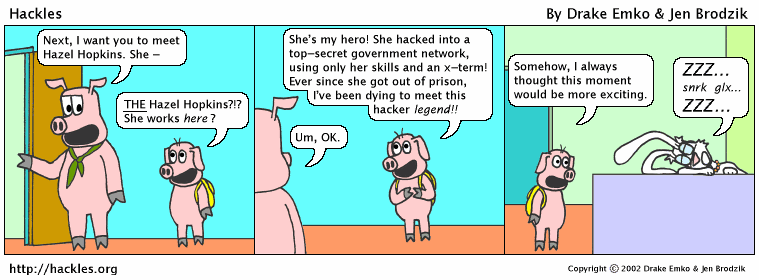 Hackles
By Drake Emko & Jen Brodzik
Next, I want you to meet
Hazel Hopkins. She –
THE Hazel Hopkins?!?
She works here?
She's my hero! She hacked into a
top–secret government network,
using only her skills and an x–term!
Ever since she got out of prison,
I've been dying to meet this
hacker legend!!
Um, OK.
Somehow, I always
thought this moment
would be more exciting.
ZZZ...
snrk glx...
ZZZ...
http://hackles.org
Copyright © 2002 Drake Emko & Jen Brodzik